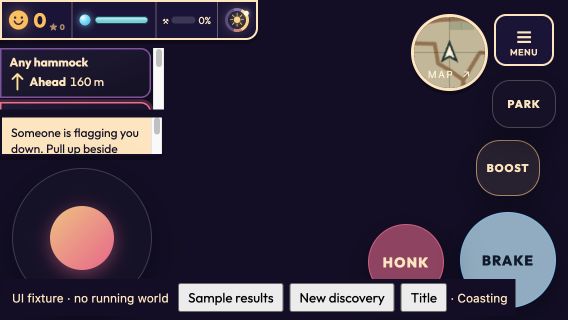 0 ★ 0 0%
MENU
MAP ↗
Any hammock
↑ Ahead 160 m
PARK
Someone is flagging you
down. Pull up beside
BOOST
HONK
BRAKE
UI fixture · no running world Sample results New discovery Title · Coasting